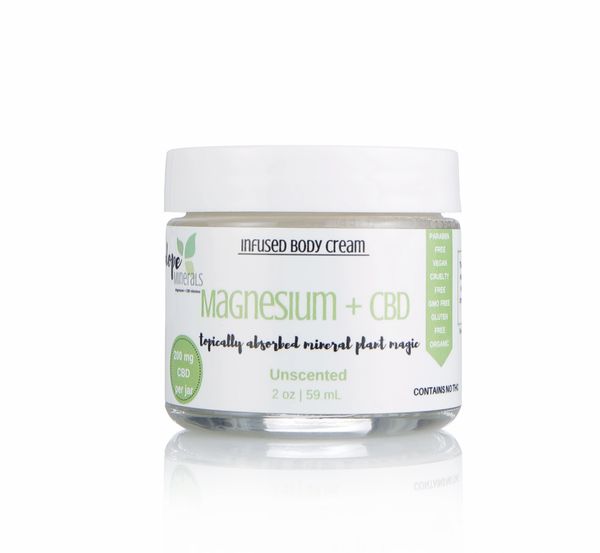 INFUSED BODY CREAM
Minerals
MAGNESIUM + CBD
topically absorbed mineral plant magic
200 mg
CBD
per jar
Unscented
2 oz | 59 mL
PARABEN
FREE
VEGAN
CRUELTY
FREE
GMO FREE
GLUTEN
FREE
ORGANIC
CONTAINS NO THC